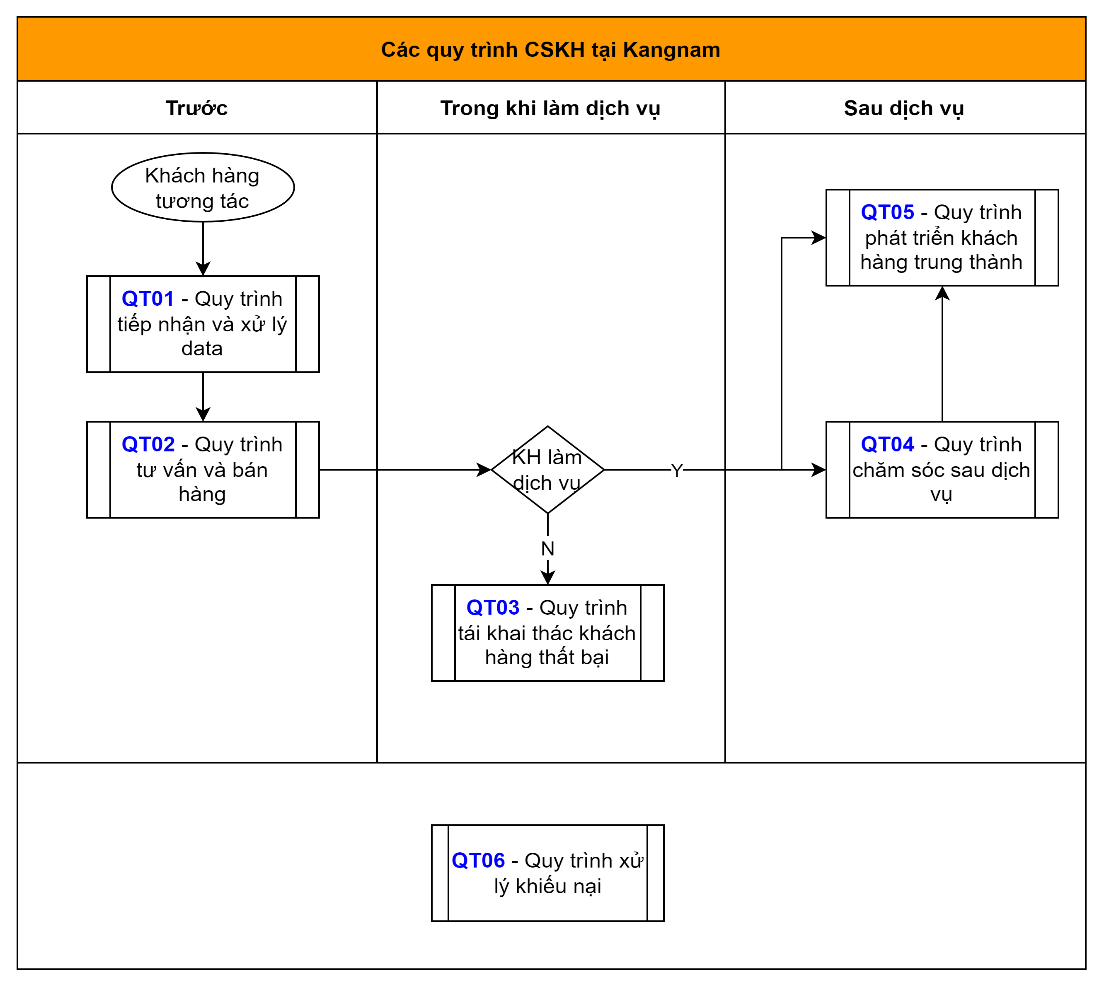 Các quy trình CSKH tại Kangnam
Trước
Trong khi làm dịch vụ
Sau dịch vụ
Khách hàng
tương tác
QT01 - Quy trình
tiếp nhận và xử lý
data
QT02 - Quy trình
tư vấn và bán
hàng
KH làm
dịch vụ
Y
N
QT03 - Quy trình
tái khai thác khách
hàng thất bại
QT05 - Quy trình
phát triển khách
hàng trung thành
QT04 - Quy trình
chăm sóc sau dịch
vụ
QT06 - Quy trình xử
lý khiếu nại